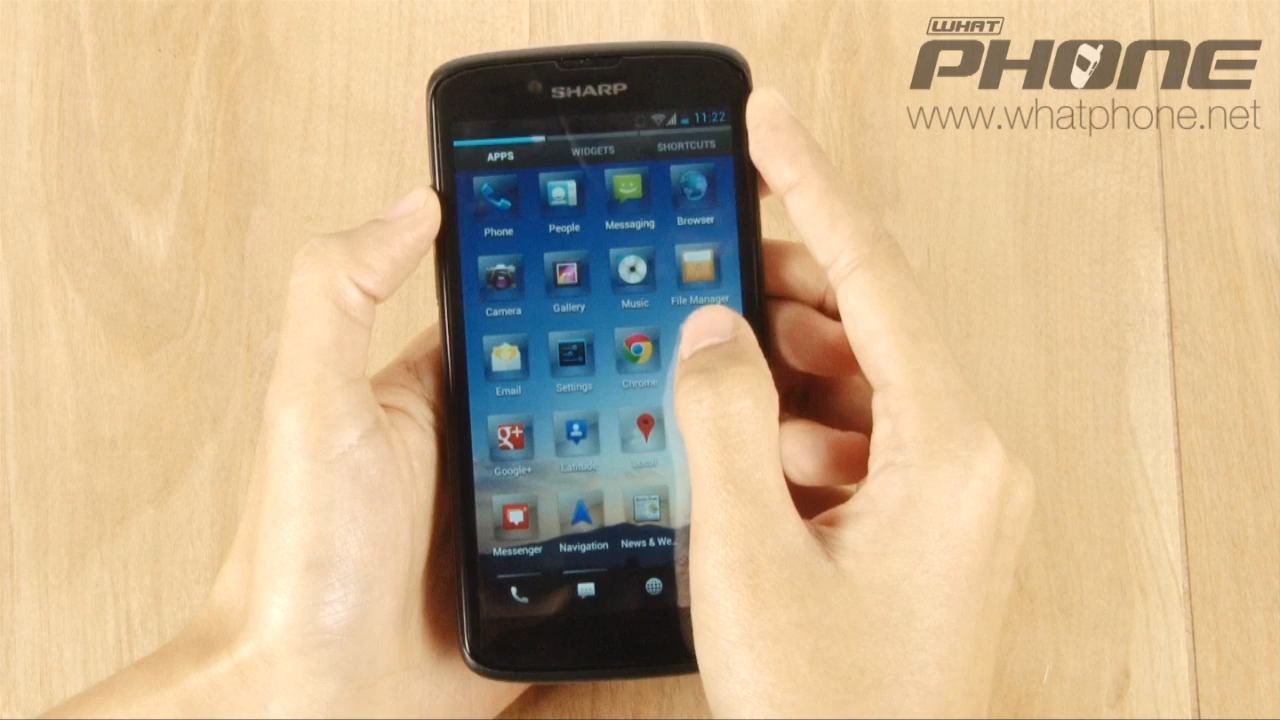 WHAT
PHONE
www.whatphone.net
SHARP
11:22
APPS WIDGETS SHORTCUTS
Phone People Messaging Browser
Camera Gallery Music File Manager
Email Settings Chrome
Google+ Latitude Local
Messenger Navigation News & We...